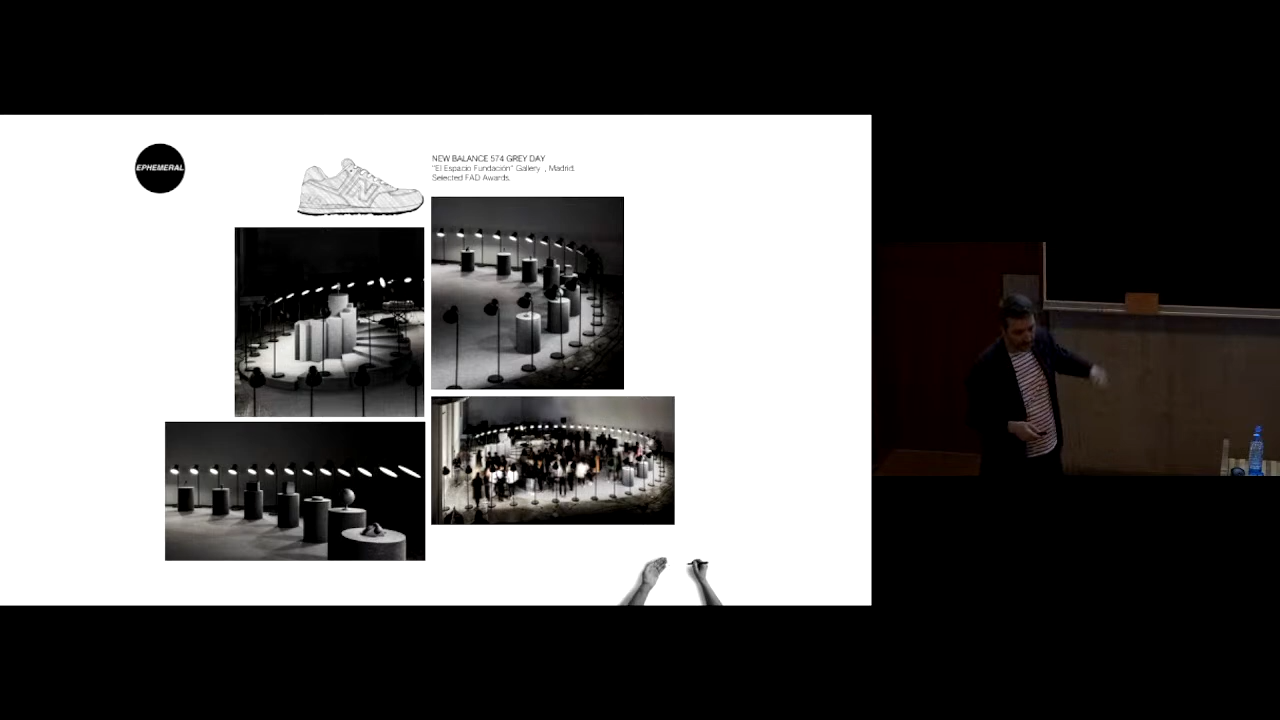 EPHEMERAL
NEW BALANCE 574 GREY DAY
"El Espacio Fundación" Gallery , Madrid.
Selected FAD Awards.
N